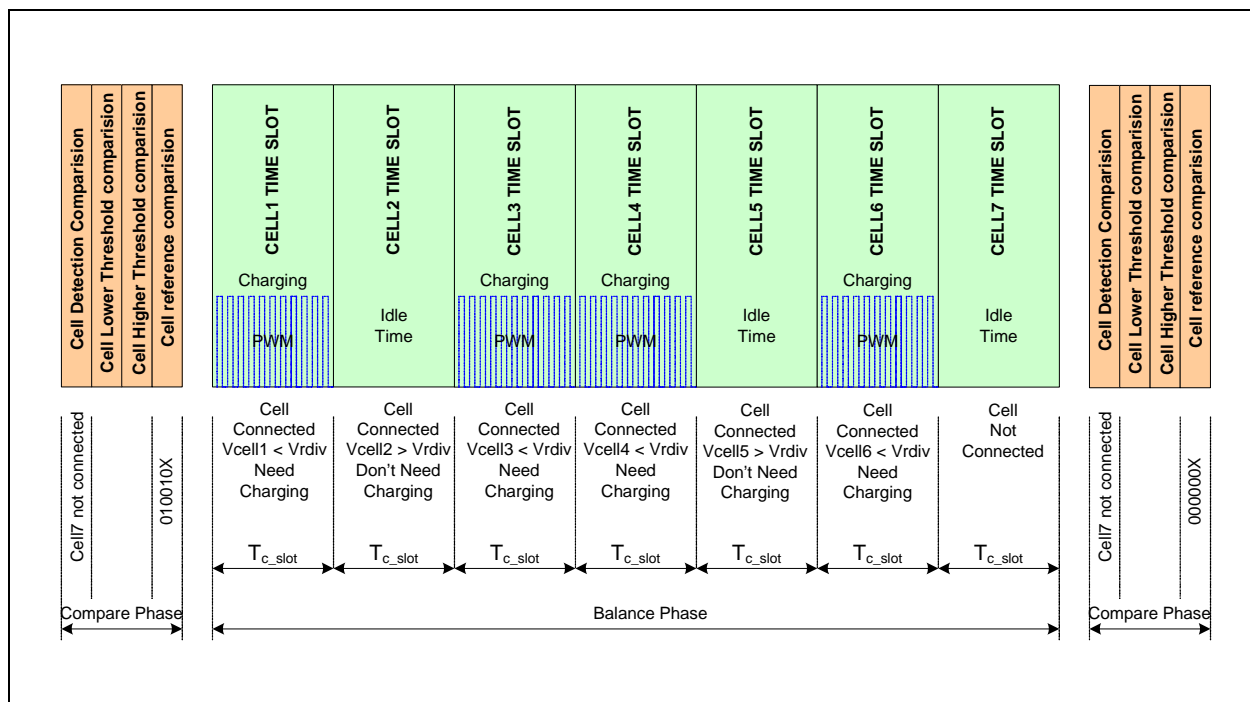 Cell Detection Comparision
Cell Lower Threshold comparision
Cell Higher Threshold comparision
Cell reference comparision
CELL1 TIME SLOT
CELL2 TIME SLOT
CELL3 TIME SLOT
CELL4 TIME SLOT
CELL5 TIME SLOT
CELL6 TIME SLOT
CELL7 TIME SLOT
Cell Detection Comparision
Cell Lower Threshold comparision
Cell Higher Threshold comparision
Cell reference comparision
Charging
PWM
Idle
Time
Charging
PWM
Charging
PWM
Idle
Time
Charging
PWM
Idle
Time
Cell7 not connected
010010X
Cell
Connected
Vcell1 < Vrdiv
Need
Charging
Cell
Connected
Vcell2 > Vrdiv
Don't Need
Charging
Cell
Connected
Vcell3 < Vrdiv
Need
Charging
Cell
Connected
Vcell4 < Vrdiv
Need
Charging
Cell
Connected
Vcell5 > Vrdiv
Don't Need
Charging
Cell
Connected
Vcell6 < Vrdiv
Need
Charging
Cell
Not
Connected
Cell7 not connected
000000X
Tc_slot
Tc_slot
Tc_slot
Tc_slot
Tc_slot
Tc_slot
Tc_slot
Compare Phase
Balance Phase
Compare Phase